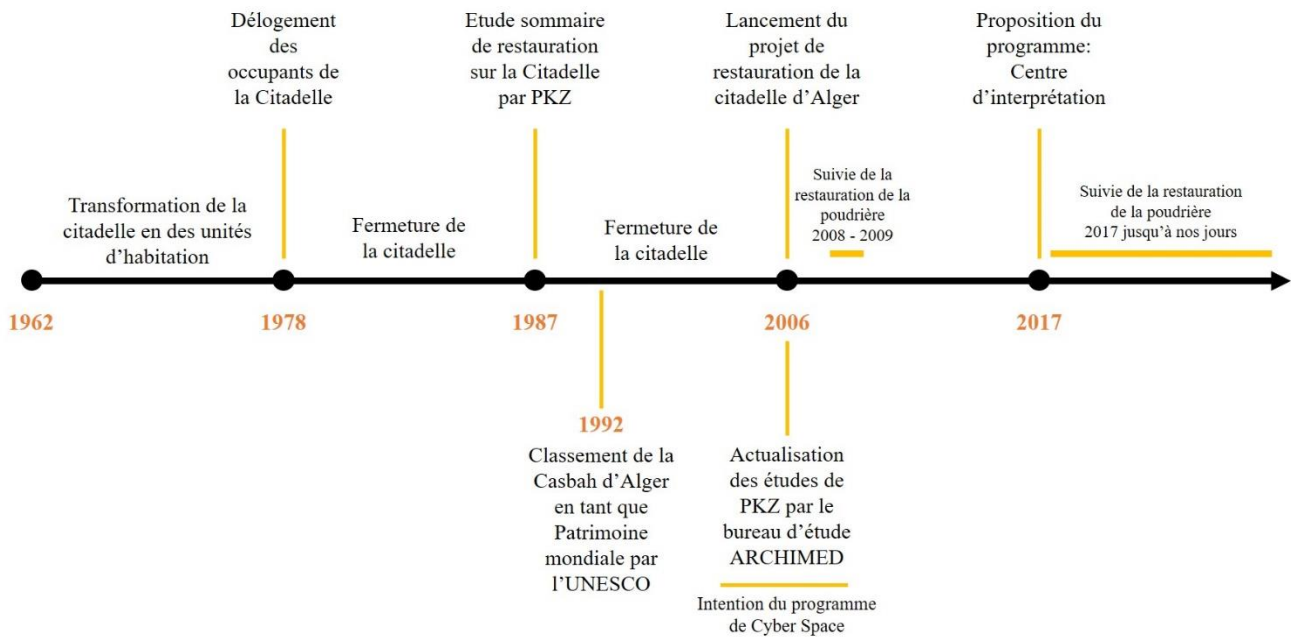 Délogement
des
occupants de
la Citadelle
Etude sommaire
de restauration
sur la Citadelle
par PKZ
Lancement du
projet de
restauration de la
citadelle d’Alger
Proposition du
programme:
Centre
d’interprétation
Transformation de la
citadelle en des unités
d’habitation
Fermeture de
la citadelle
Fermeture de
la citadelle
Suivie de la
restauration de la
poudrière
2008 - 2009
Suivie de la restauration
de la poudrière
2017 jusqu’à nos jours
1962
1978
1987
2006
2017
1992
Classement de la
Casbah d’Alger
en tant que
Patrimoine
mondiale par
l’UNESCO
Actualisation
des études de
PKZ par le
bureau d’étude
ARCHIMED
Intention du programme
de Cyber Space